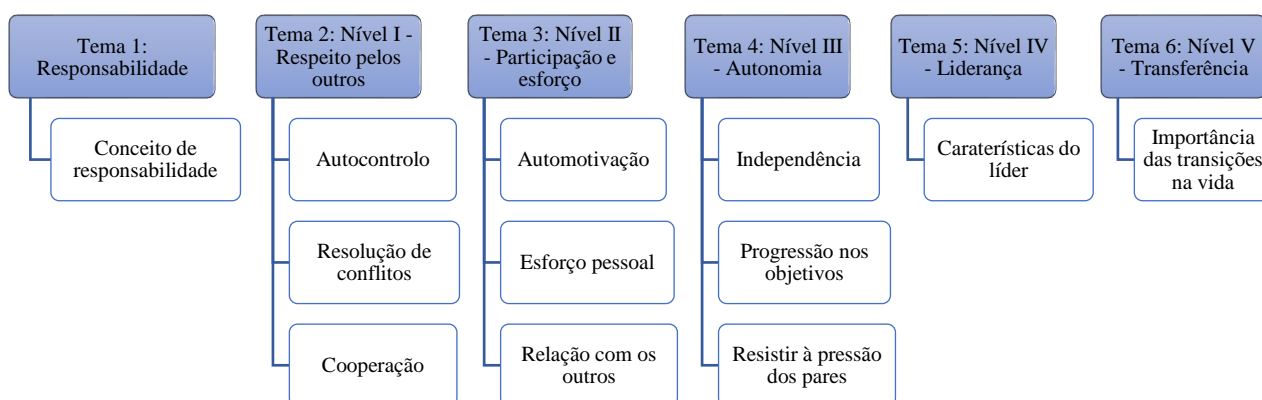 Tema 1:
Responsabilidade
Conceito de
responsabilidade
Tema 2: Nível I -
Respeito pelos
outros
Autocontrolo
Resolução de
conflitos
Cooperação
Tema 3: Nível II
- Participação e
esforço
Automotivação
Esforço pessoal
Relação com os
outros
Tema 4: Nível III
- Autonomia
Independência
Progressão nos
objetivos
Resistir à pressão
dos pares
Tema 5: Nível IV
- Liderança
Caraterísticas do
líder
Tema 6: Nível V
- Transferência
Importância
das transições
na vida